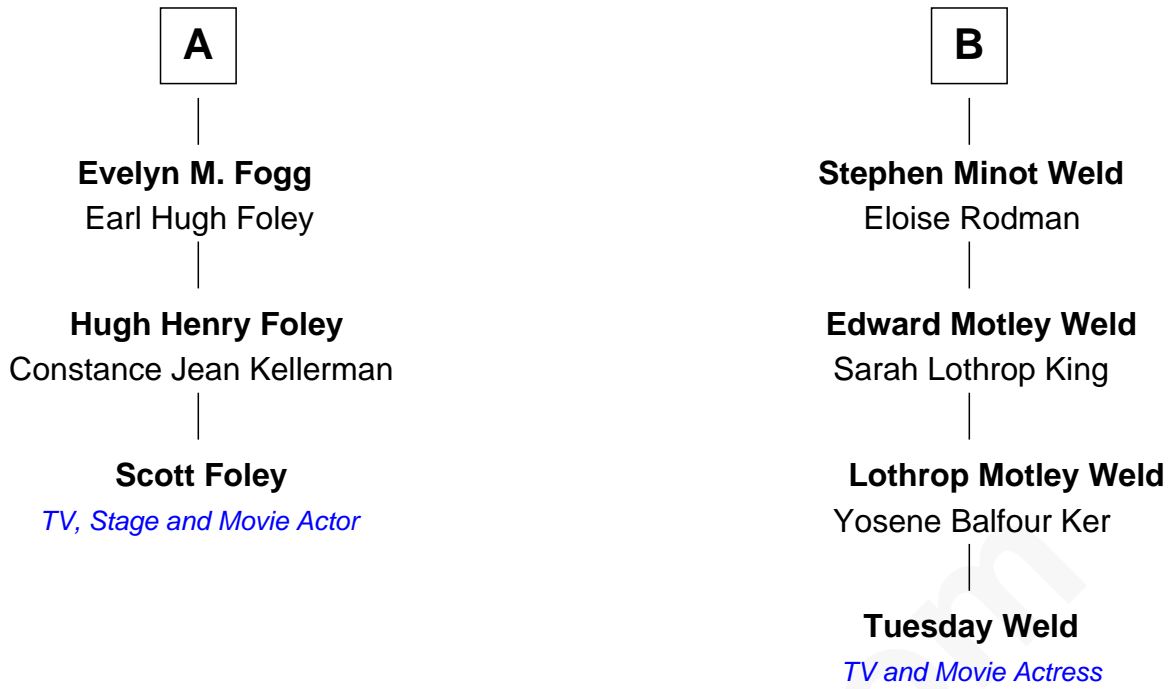 A
Evelyn M. Fogg
Earl Hugh Foley
Hugh Henry Foley
Constance Jean Kellerman
Scott Foley
TV, Stage and Movie Actor
B
Stephen Minot Weld
Eloise Rodman
Edward Motley Weld
Sarah Lothrop King
Lothrop Motley Weld
Yosene Balfour Ker
Tuesday Weld
TV and Movie Actress